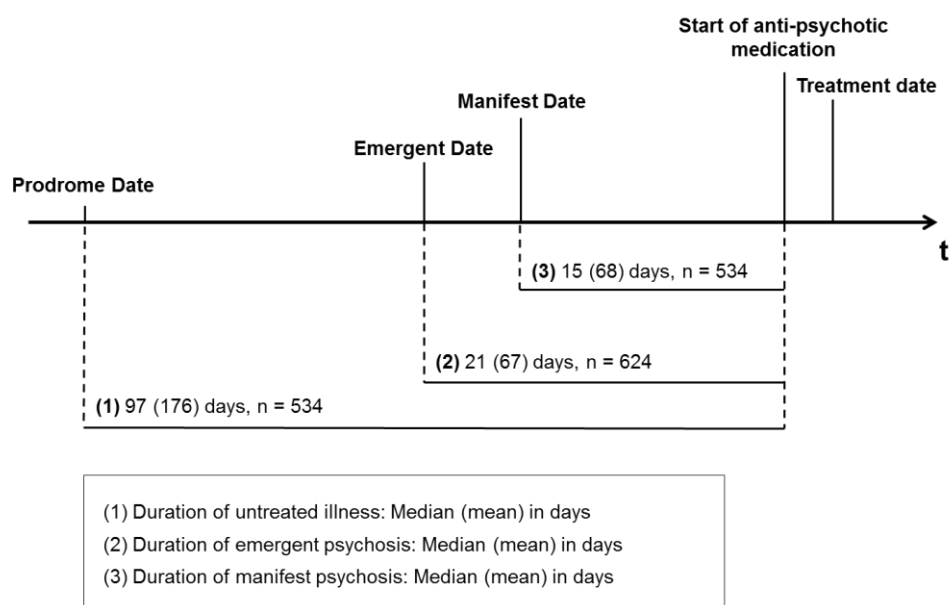 Start of anti-psychotic
medication
Treatment date
Manifest Date
Emergent Date
Prodrome Date
t
(3) 15 (68) days, n = 534
(2) 21 (67) days, n = 624
(1) 97 (176) days, n = 534
(1) Duration of untreated illness: Median (mean) in days
(2) Duration of emergent psychosis: Median (mean) in days
(3) Duration of manifest psychosis: Median (mean) in days